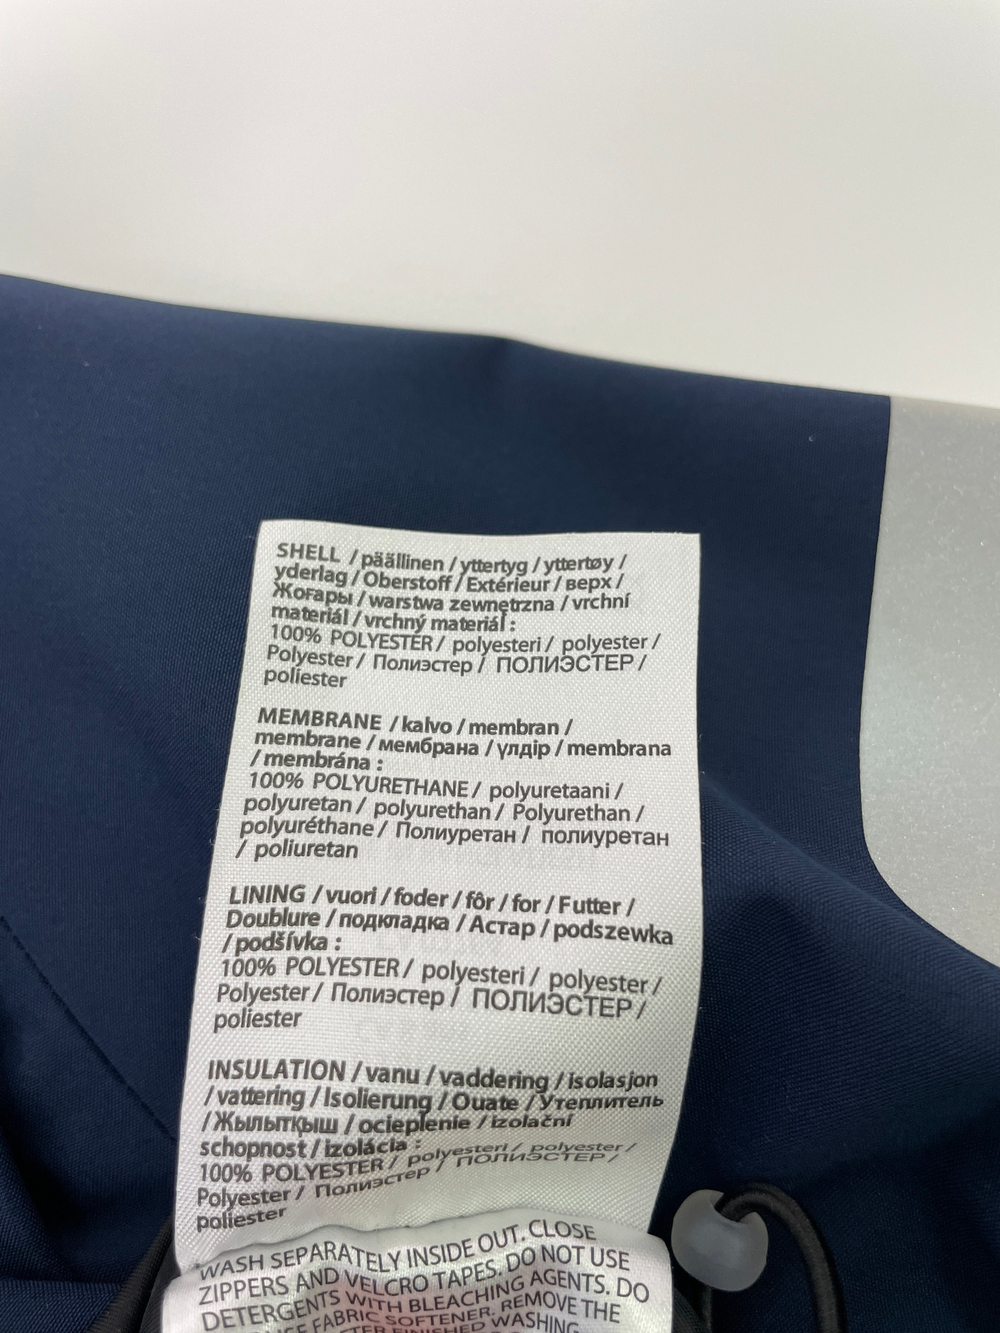 SHELL / päällinen / yttertyg / yttertøy /
yderlag / Oberstoff / Extérieur / верх /
Жоғары / warstwa zewnętrzna / vrchní
materiál / vrchný materiál :
100% POLYESTER / polyesteri / polyester /
Polyester / Полиэстер / ПОЛИЭСТЕР /
poliester
MEMBRANE / kalvo / membran /
membrane / мембрана / үлдір / membrana
/ membrána :
100% POLYURETHANE / polyuretaani /
polyuretan / polyurethan / Polyurethan /
polyuréthane / Полиуретан / полиуретан
/ poliuretan
LINING / vuori / foder / fôr / for / Futter /
Doublure / подкладка / Астар / podszewka
/ podšívka :
100% POLYESTER / polyesteri / polyester /
Polyester / Полиэстер / ПОЛИЭСТЕР /
poliester
INSULATION / vanu / vaddering / isolasjon
/ vattering / Isolierung / Ouate / Утеплитель
/ Жылытқыш / ocieplenie / izolační
schopnost / izolácia :
100% POLYESTER / polyesteri / polyester /
Polyester / Полиэстер / ПОЛИЭСТЕР /
poliester
WASH SEPARATELY INSIDE OUT. CLOSE
ZIPPERS AND VELCRO TAPES. DO NOT USE
DETERGENTS WITH BLEACHING AGENTS. DO
FABRIC SOFTENER. REMOVE THE
FINISHED WASHING